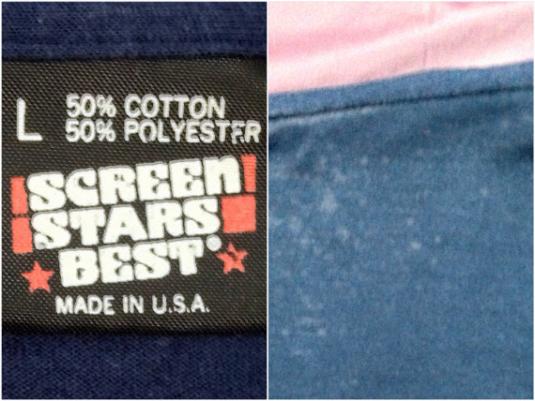 L 50% COTTON
50% POLYESTER
SCREEN
STARS
BEST®
MADE IN U.S.A.